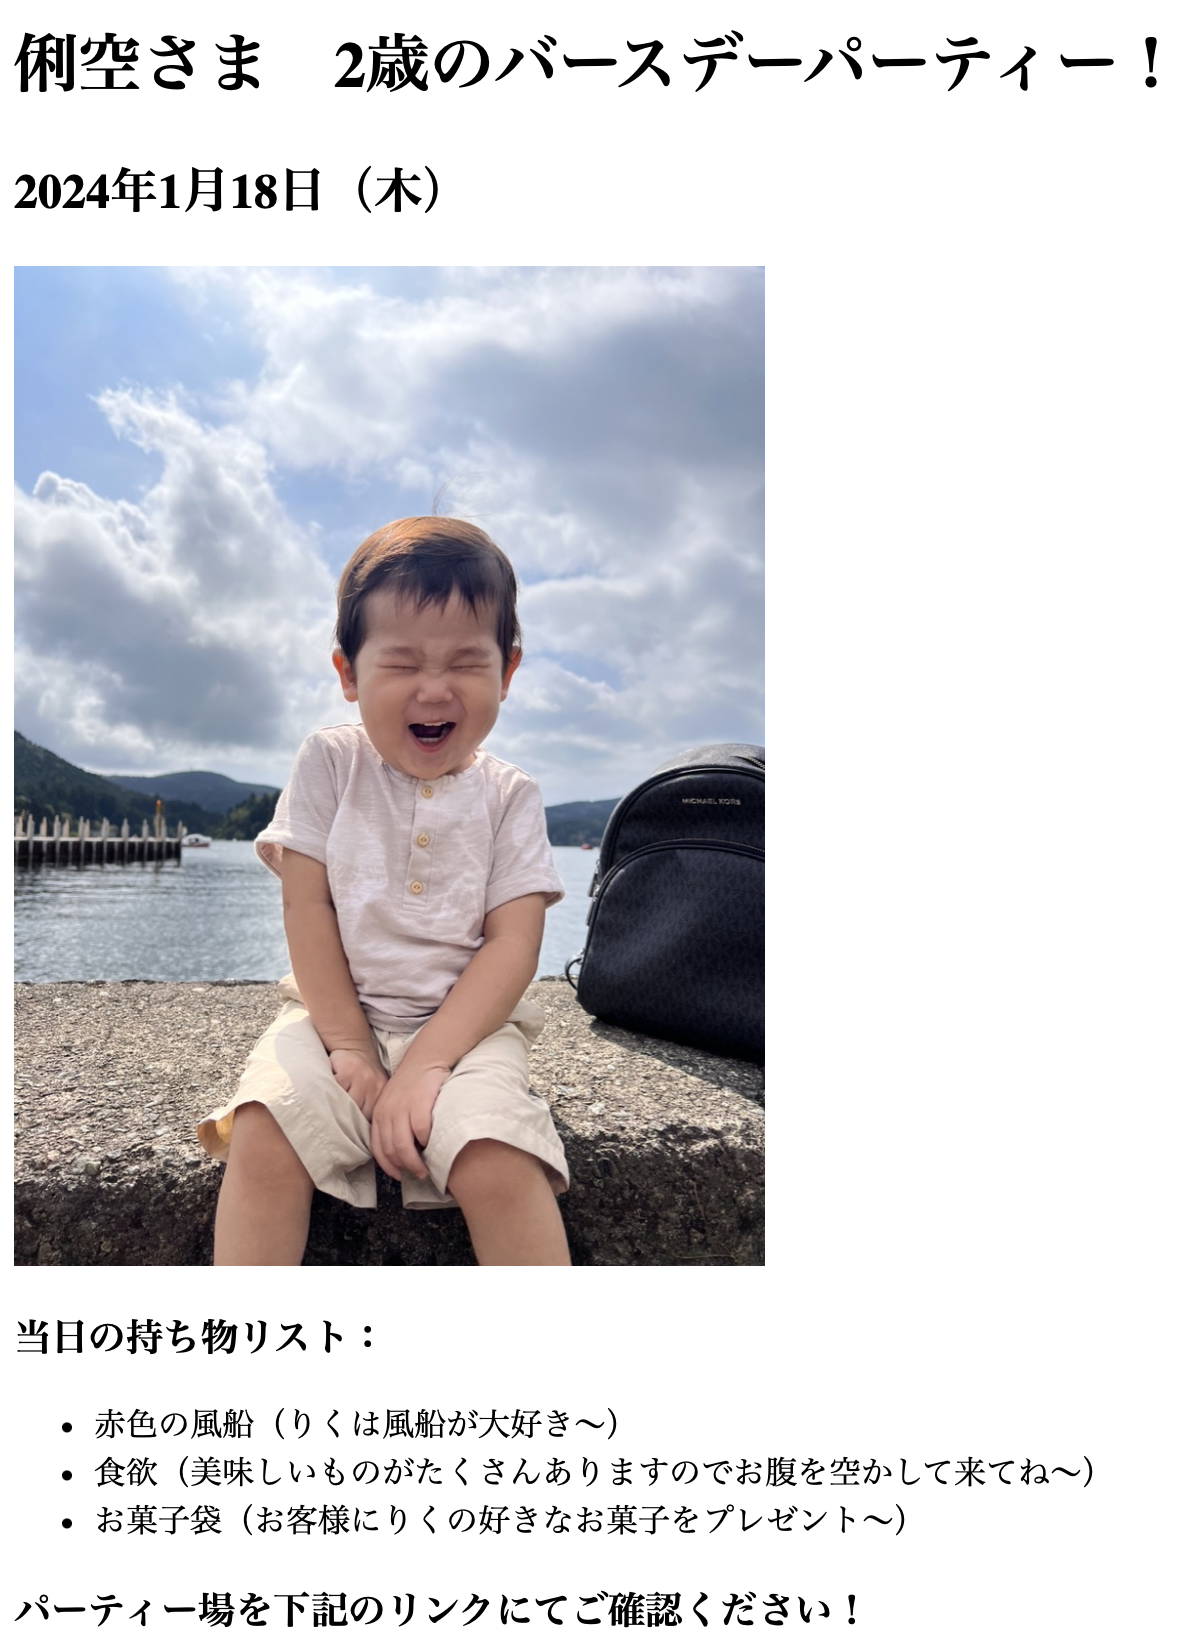 俐空さま　2歳のバースデーパーティー！
2024年1月18日（木）
MICHAEL KORS
当日の持ち物リスト：
• 赤色の風船（りくは風船が大好き〜）
• 食欲（美味しいものがたくさんありますのでお腹を空かして来てね〜）
• お菓子袋（お客様にりくの好きなお菓子をプレゼント〜）
パーティー場を下記のリンクにてご確認ください！